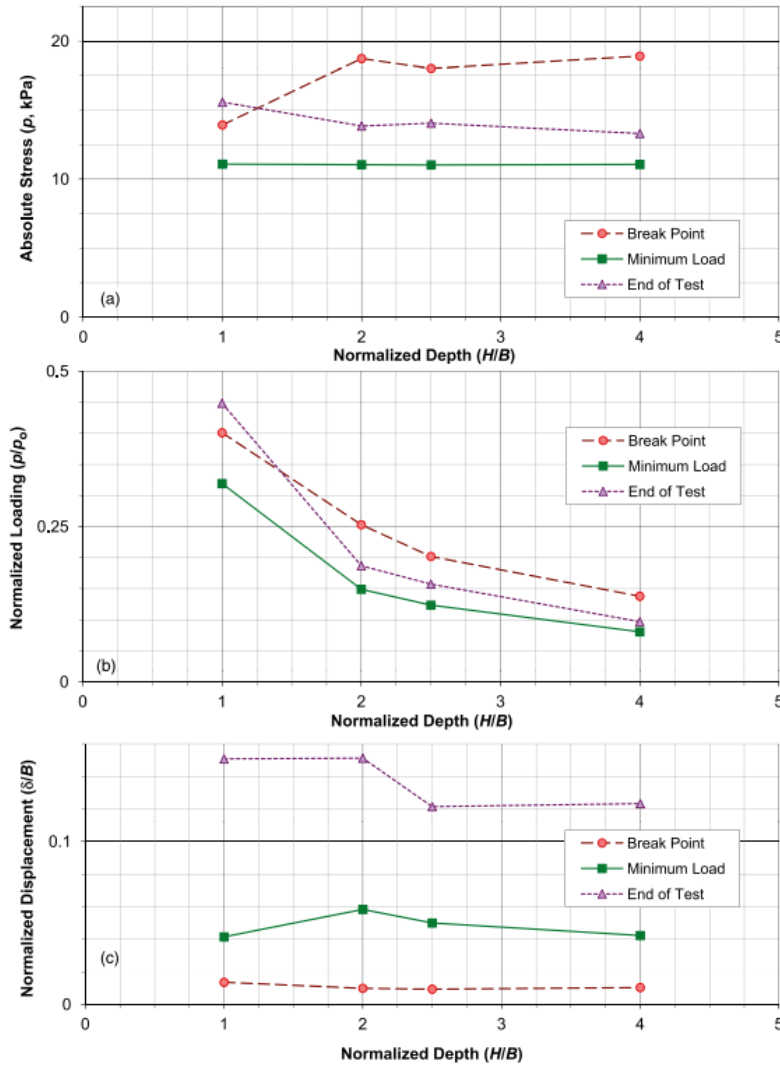 20
10
0
Absolute Stress (p, kPa)
Break Point
Minimum Load
End of Test
(a)
0 1 2 3 4 5
Normalized Depth (H/B)
0.5
0.25
0
Normalized Loading (p/pₒ)
Break Point
Minimum Load
End of Test
(b)
0 1 2 3 4 5
Normalized Depth (H/B)
0.1
0
Normalized Displacement (δ/B)
Break Point
Minimum Load
End of Test
(c)
0 1 2 3 4 5
Normalized Depth (H/B)